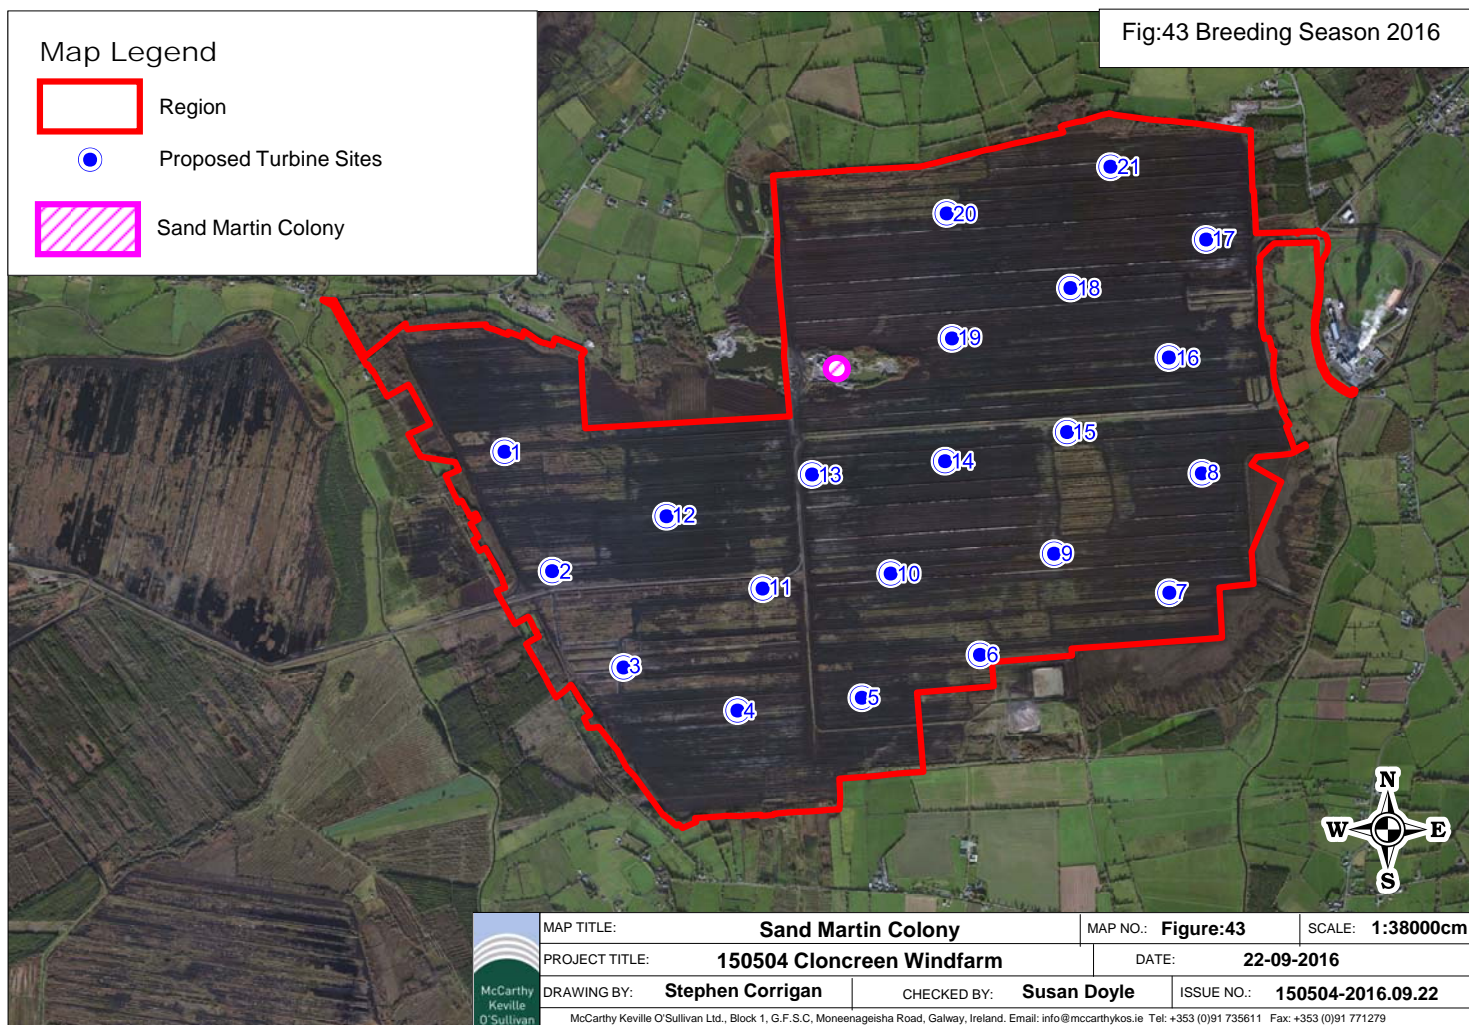 Fig:43 Breeding Season 2016
Map Legend
Region
Proposed Turbine Sites
Sand Martin Colony
21
20
17
18
19
16
15
1
14
13
8
12
9
2
10
11
7
6
3
5
4
N
W E
S
MAP TITLE: Sand Martin Colony MAP NO.: Figure:43 SCALE: 1:38000cm
PROJECT TITLE: 150504 Cloncreen Windfarm DATE: 22-09-2016
DRAWING BY: Stephen Corrigan CHECKED BY: Susan Doyle ISSUE NO.: 150504-2016.09.22
McCarthy
Keville
O'Sullivan
McCarthy Keville O'Sullivan Ltd., Block 1, G.F.S.C, Moneenageisha Road, Galway, Ireland. Email: info@mccarthykos.ie Tel: +353 (0)91 735611 Fax: +353 (0)91 771279